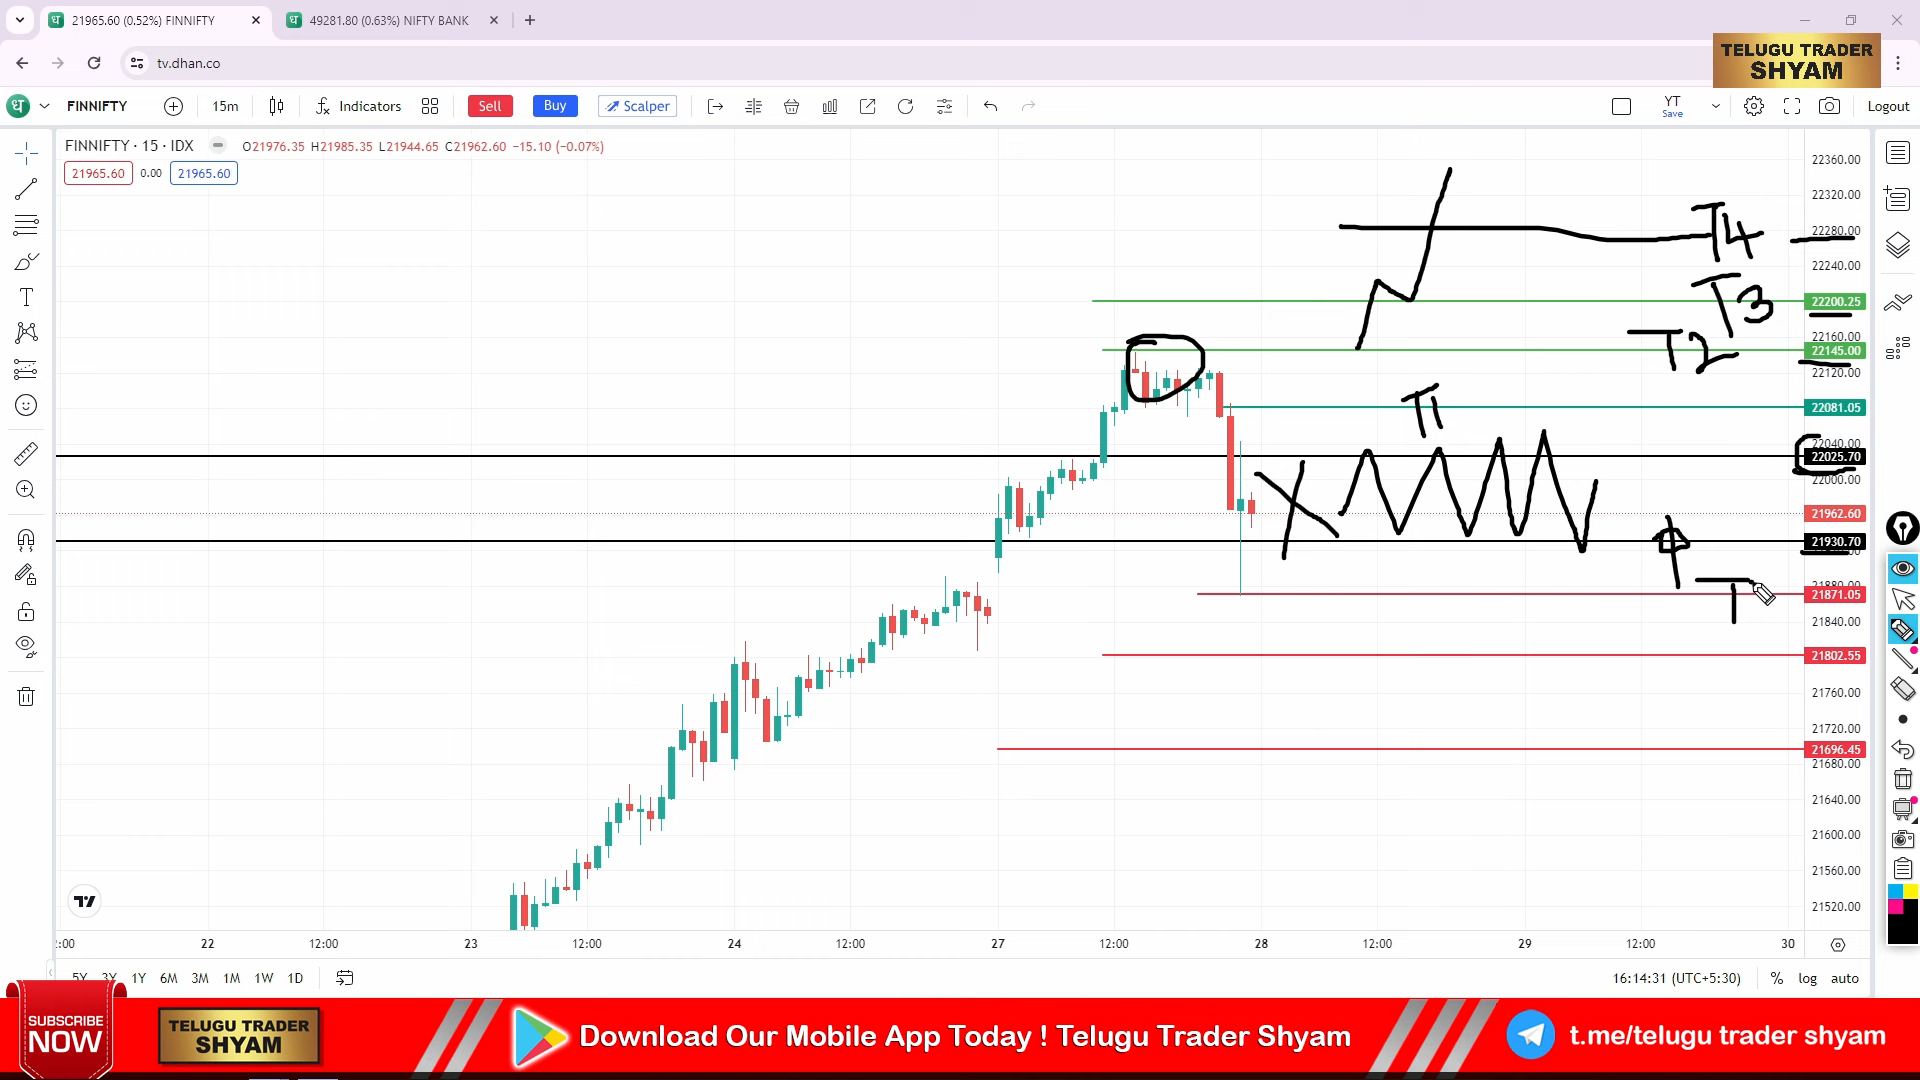 21965.60 (0.52%) FINNIFTY
49281.80 (0.63%) NIFTY BANK
tv.dhan.co
TELUGU TRADER
SHYAM
FINNIFTY
15m
Indicators
Sell
Buy
Scalper
YT
Save
Logout
FINNIFTY · 15 · IDX
O21976.35 H21985.35 L21944.65 C21962.60 −15.10 (−0.07%)
21965.60
0.00
21965.60
22360.00
22320.00
T4
22280.00
22240.00
T3
22200.25
22160.00
T2
22145.00
22120.00
T1
22081.05
22040.00
22025.70
22000.00
21962.60
21930.70
T
21871.05
21840.00
21802.55
21760.00
21696.45
21720.00
21680.00
21640.00
21600.00
21560.00
21520.00
:00
22
12:00
23
12:00
24
12:00
27
12:00
28
12:00
29
12:00
30
5Y
3Y
1Y
6M
3M
1M
1W
1D
16:14:31 (UTC+5:30)
%
log
auto
SUBSCRIBE
NOW
TELUGU TRADER
SHYAM
Download Our Mobile App Today ! Telugu Trader Shyam
t.me/telugu trader shyam